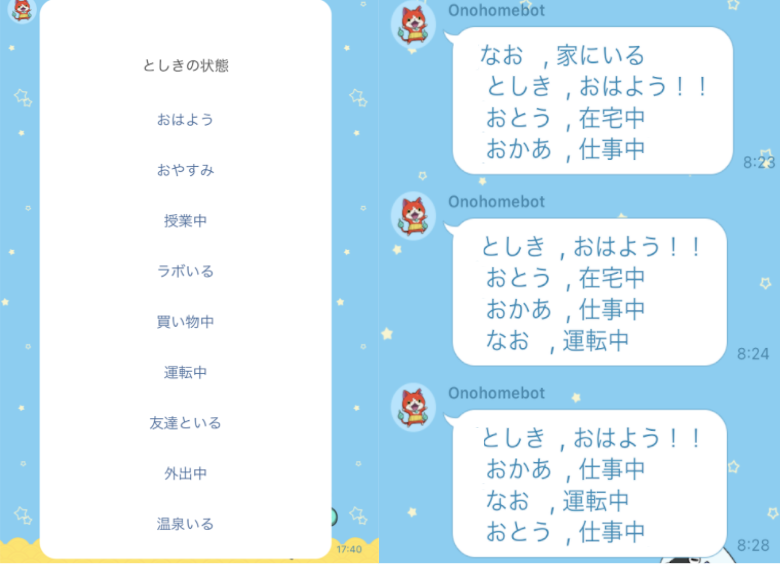 としきの状態
おはよう
おやすみ
授業中
ラボいる
買い物中
運転中
友達といる
外出中
温泉いる
17:40
Onohomebot
なお ,家にいる
としき ,おはよう！！
おとう ,在宅中
おかあ ,仕事中
8:23
Onohomebot
としき ,おはよう！！
おとう ,在宅中
おかあ ,仕事中
なお ,運転中
8:24
Onohomebot
としき ,おはよう！！
おかあ ,仕事中
なお ,運転中
おとう ,仕事中
8:28